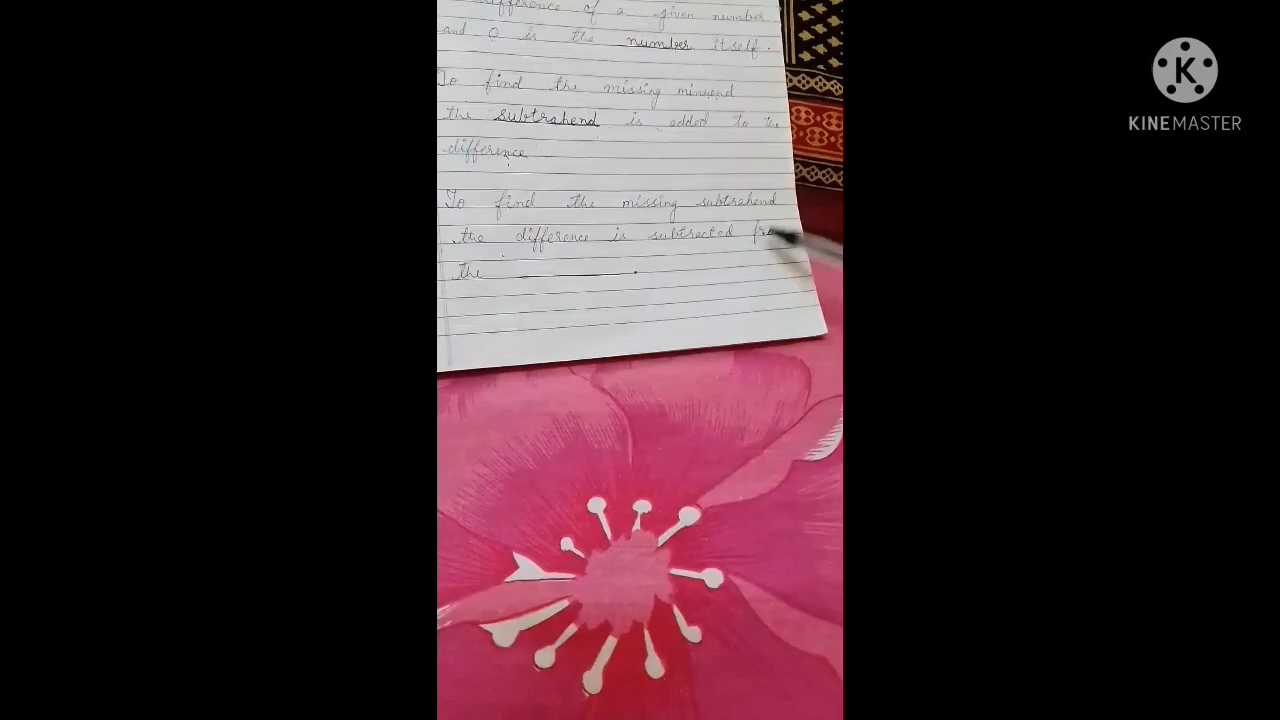 difference of a given number
and 0 is the number itself.
To find the missing minuend
the subtrahend is added to the
difference.
To find the missing subtrahend
the difference is subtracted from
the ________.
K
KINEMASTER